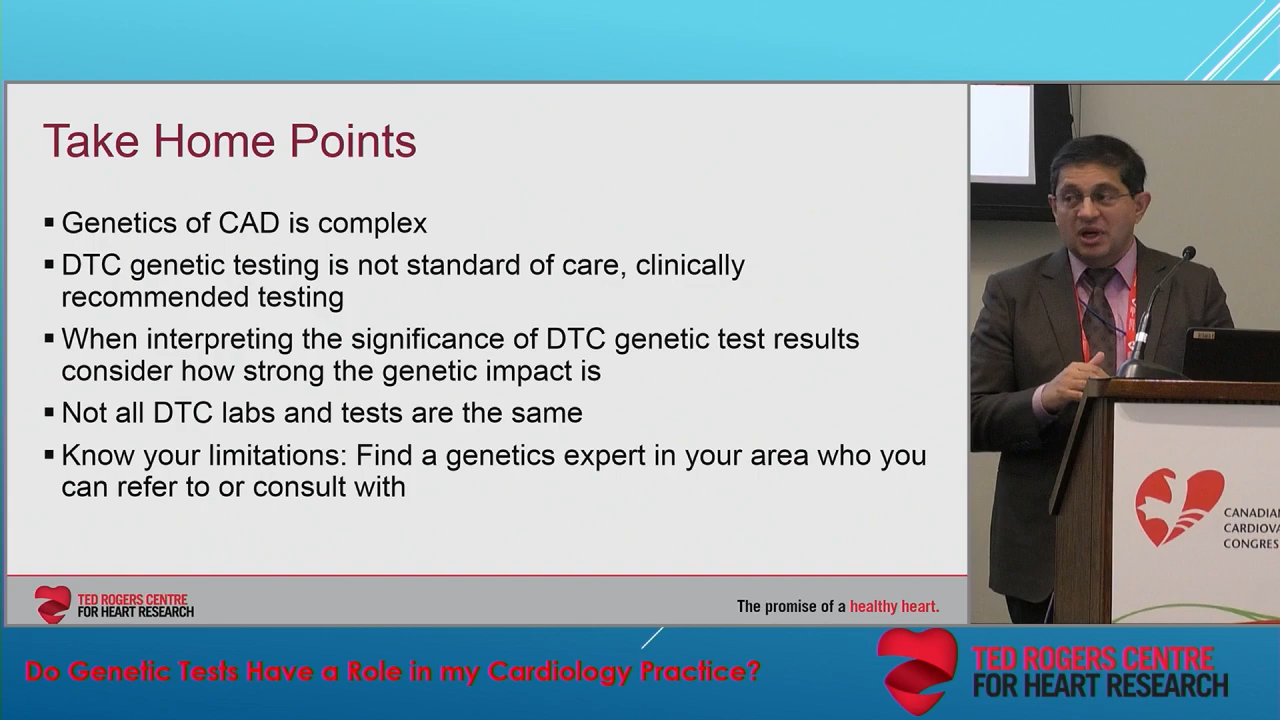 Take Home Points
▪ Genetics of CAD is complex
▪ DTC genetic testing is not standard of care, clinically
recommended testing
▪ When interpreting the significance of DTC genetic test results
consider how strong the genetic impact is
▪ Not all DTC labs and tests are the same
▪ Know your limitations: Find a genetics expert in your area who you
can refer to or consult with
TED ROGERS CENTRE
FOR HEART RESEARCH
The promise of a healthy heart.
CANADIAN
CARDIOVA
CONGRES
Do Genetic Tests Have a Role in my Cardiology Practice?
TED ROGERS CENTRE
FOR HEART RESEARCH